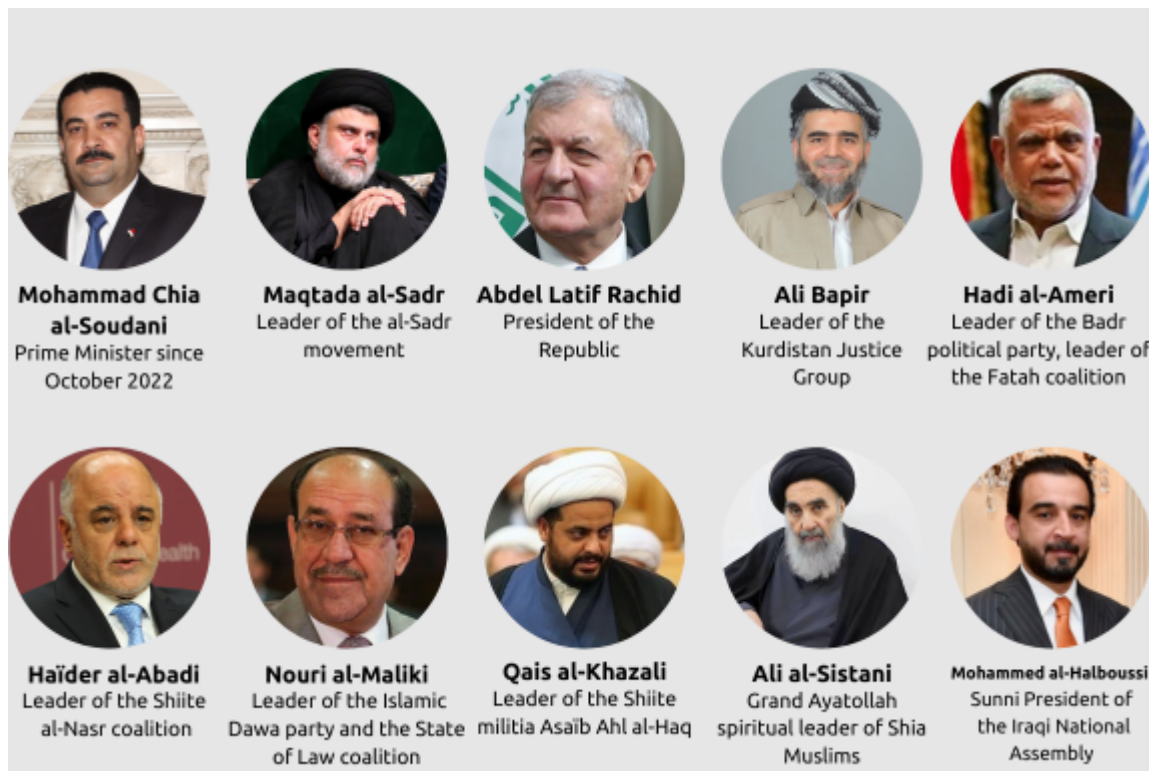 Mohammad Chia
al-Soudani
Prime Minister since
October 2022
Maqtada al-Sadr
Leader of the al-Sadr
movement
Abdel Latif Rachid
President of the
Republic
Ali Bapir
Leader of the
Kurdistan Justice
Group
Hadi al-Ameri
Leader of the Badr
political party, leader of
the Fatah coalition
Haïder al-Abadi
Leader of the Shiite
al-Nasr coalition
Nouri al-Maliki
Leader of the Islamic
Dawa party and the State
of Law coalition
Qais al-Khazali
Leader of the Shiite
militia Asaïb Ahl al-Haq
Ali al-Sistani
Grand Ayatollah
spiritual leader of Shia
Muslims
Mohammed al-Halboussi
Sunni President of
the Iraqi National
Assembly